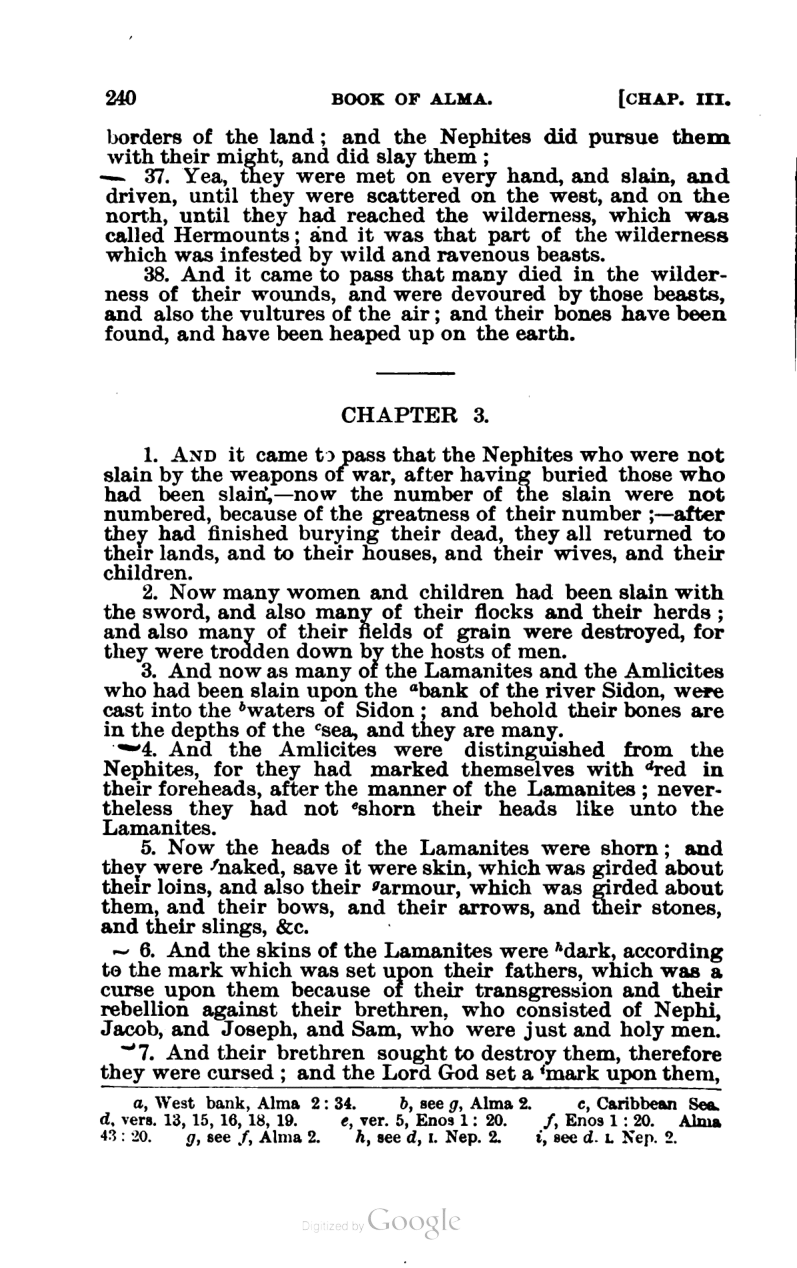 240 BOOK OF ALMA. [CHAP. III.
borders of the land; and the Nephites did pursue them
with their might, and did slay them;
37. Yea, they were met on every hand, and slain, and
driven, until they were scattered on the west, and on the
north, until they had reached the wilderness, which was
called Hermounts; and it was that part of the wilderness
which was infested by wild and ravenous beasts.
38. And it came to pass that many died in the wilder-
ness of their wounds, and were devoured by those beasts,
and also the vultures of the air; and their bones have been
found, and have been heaped up on the earth.
CHAPTER 3.
1. AND it came to pass that the Nephites who were not
slain by the weapons of war, after having buried those who
had been slain,—now the number of the slain were not
numbered, because of the greatness of their number;—after
they had finished burying their dead, they all returned to
their lands, and to their houses, and their wives, and their
children.
2. Now many women and children had been slain with
the sword, and also many of their flocks and their herds;
and also many of their fields of grain were destroyed, for
they were trodden down by the hosts of men.
3. And now as many of the Lamanites and the Amlicites
who had been slain upon the ᵃbank of the river Sidon, were
cast into the ᵇwaters of Sidon; and behold their bones are
in the depths of the ᶜsea, and they are many.
4. And the Amlicites were distinguished from the
Nephites, for they had marked themselves with ᵈred in
their foreheads, after the manner of the Lamanites; never-
theless they had not ᵉshorn their heads like unto the
Lamanites.
5. Now the heads of the Lamanites were shorn; and
they were ᶠnaked, save it were skin, which was girded about
their loins, and also their ᵍarmour, which was girded about
them, and their bows, and their arrows, and their stones,
and their slings, &c.
6. And the skins of the Lamanites were ʰdark, according
to the mark which was set upon their fathers, which was a
curse upon them because of their transgression and their
rebellion against their brethren, who consisted of Nephi,
Jacob, and Joseph, and Sam, who were just and holy men.
7. And their brethren sought to destroy them, therefore
they were cursed; and the Lord God set a ⁱmark upon them,
a, West bank, Alma 2:34. b, see g, Alma 2. c, Caribbean Sea.
d, vers. 13, 15, 16, 18, 19. e, ver. 5, Enos 1:20. f, Enos 1:20. Alma
43:20. g, see f, Alma 2. h, see d, I. Nep. 2. i, see d. I. Nep. 2.
Digitized by Google